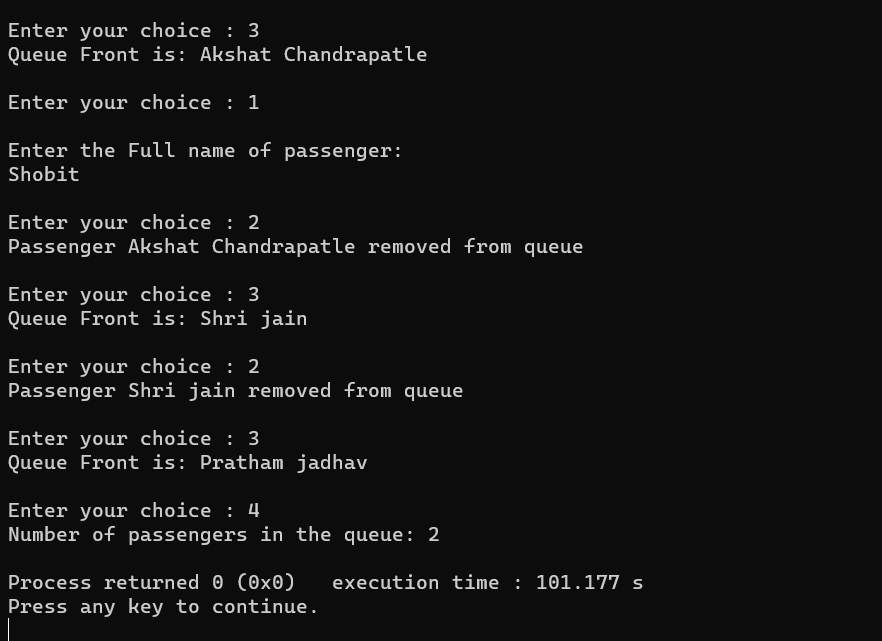 Enter your choice : 3
Queue Front is: Akshat Chandrapatle
Enter your choice : 1
Enter the Full name of passenger:
Shobit
Enter your choice : 2
Passenger Akshat Chandrapatle removed from queue
Enter your choice : 3
Queue Front is: Shri jain
Enter your choice : 2
Passenger Shri jain removed from queue
Enter your choice : 3
Queue Front is: Pratham jadhav
Enter your choice : 4
Number of passengers in the queue: 2
Process returned 0 (0x0)   execution time : 101.177 s
Press any key to continue.